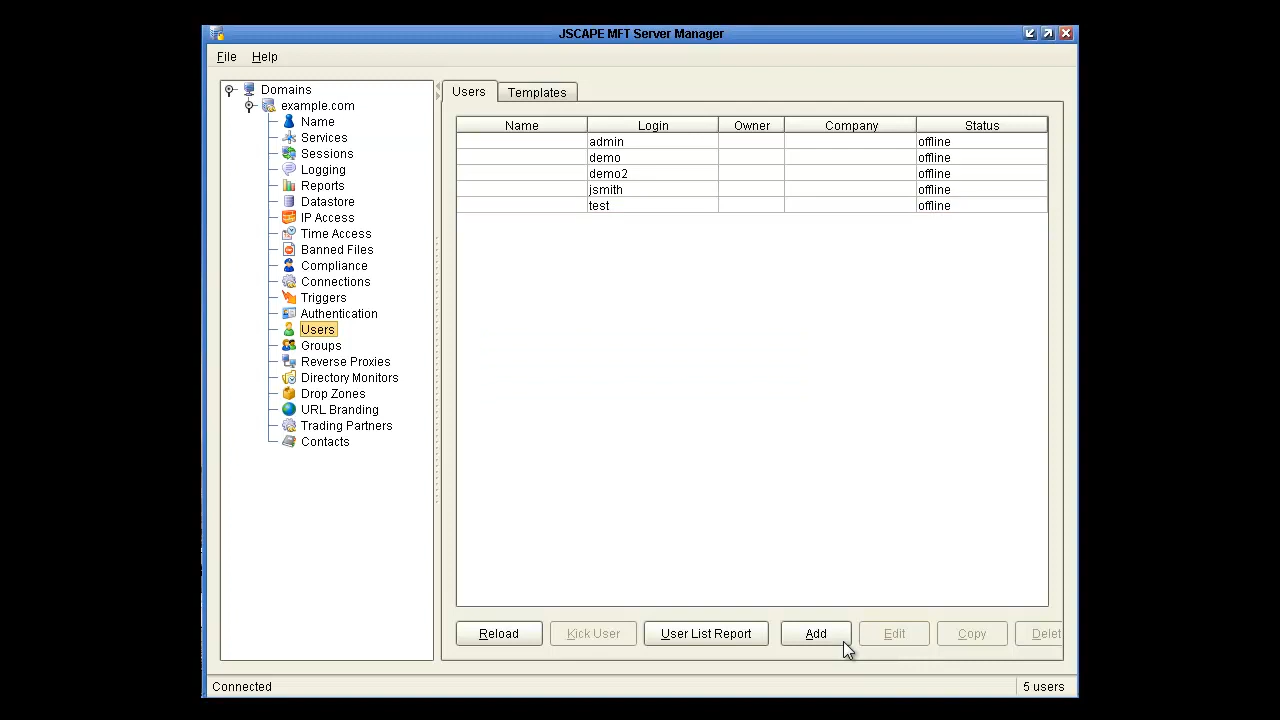 JSCAPE MFT Server Manager
File Help
Domains
example.com
Name
Services
Sessions
Logging
Reports
Datastore
IP Access
Time Access
Banned Files
Compliance
Connections
Triggers
Authentication
Users
Groups
Reverse Proxies
Directory Monitors
Drop Zones
URL Branding
Trading Partners
Contacts
Users Templates
Name Login Owner Company Status
admin offline
demo offline
demo2 offline
jsmith offline
test offline
Reload Kick User User List Report Add Edit Copy Delet
Connected 5 users